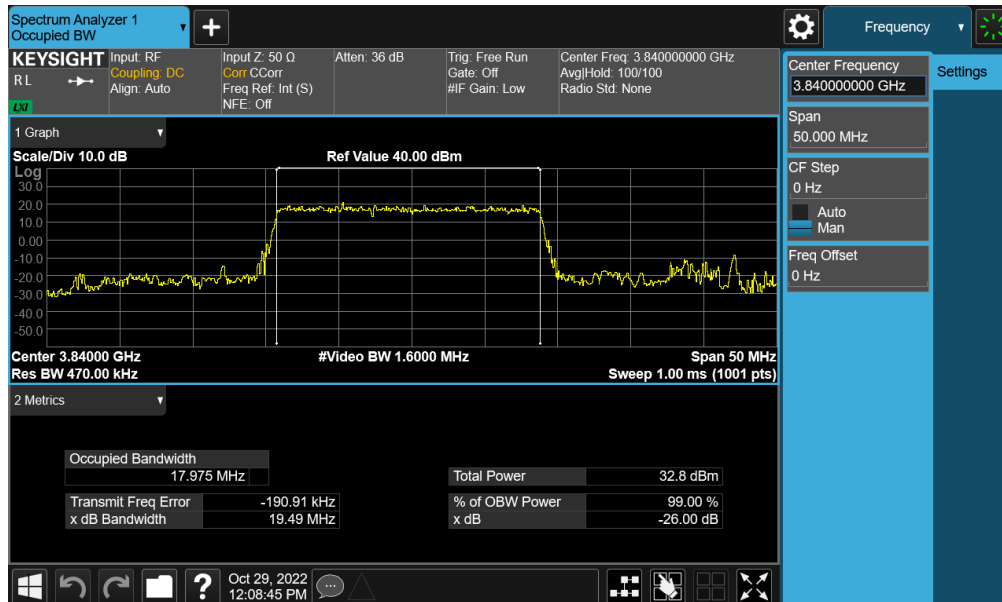 Spectrum Analyzer 1
Occupied BW
+
Frequency
KEYSIGHT
R L
LXI
Input: RF
Coupling: DC
Align: Auto
Input Z: 50 Ω
Corr CCorr
Freq Ref: Int (S)
NFE: Off
Atten: 36 dB
Trig: Free Run
Gate: Off
#IF Gain: Low
Center Freq: 3.840000000 GHz
Avg|Hold: 100/100
Radio Std: None
Center Frequency
3.840000000 GHz
Settings
Span
50.000 MHz
CF Step
0 Hz
Auto
Man
Freq Offset
0 Hz
1 Graph
Scale/Div 10.0 dB
Ref Value 40.00 dBm
Log
30.0
20.0
10.0
0.00
-10.0
-20.0
-30.0
-40.0
-50.0
Center 3.84000 GHz
#Video BW 1.6000 MHz
Span 50 MHz
Res BW 470.00 kHz
Sweep 1.00 ms (1001 pts)
2 Metrics
Occupied Bandwidth
17.975 MHz
Total Power 32.8 dBm
Transmit Freq Error -190.91 kHz
% of OBW Power 99.00 %
x dB Bandwidth 19.49 MHz
x dB -26.00 dB
?
Oct 29, 2022
12:08:45 PM